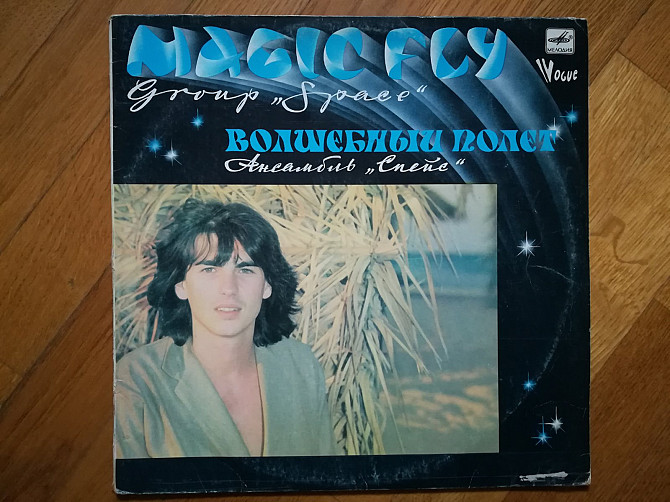 MAGIC FLY
Group „Space“
МЕЛОДИЯ
Vogue
ВОЛШЕБНЫЙ ПОЛЕТ
Ансамбль „Спейс“